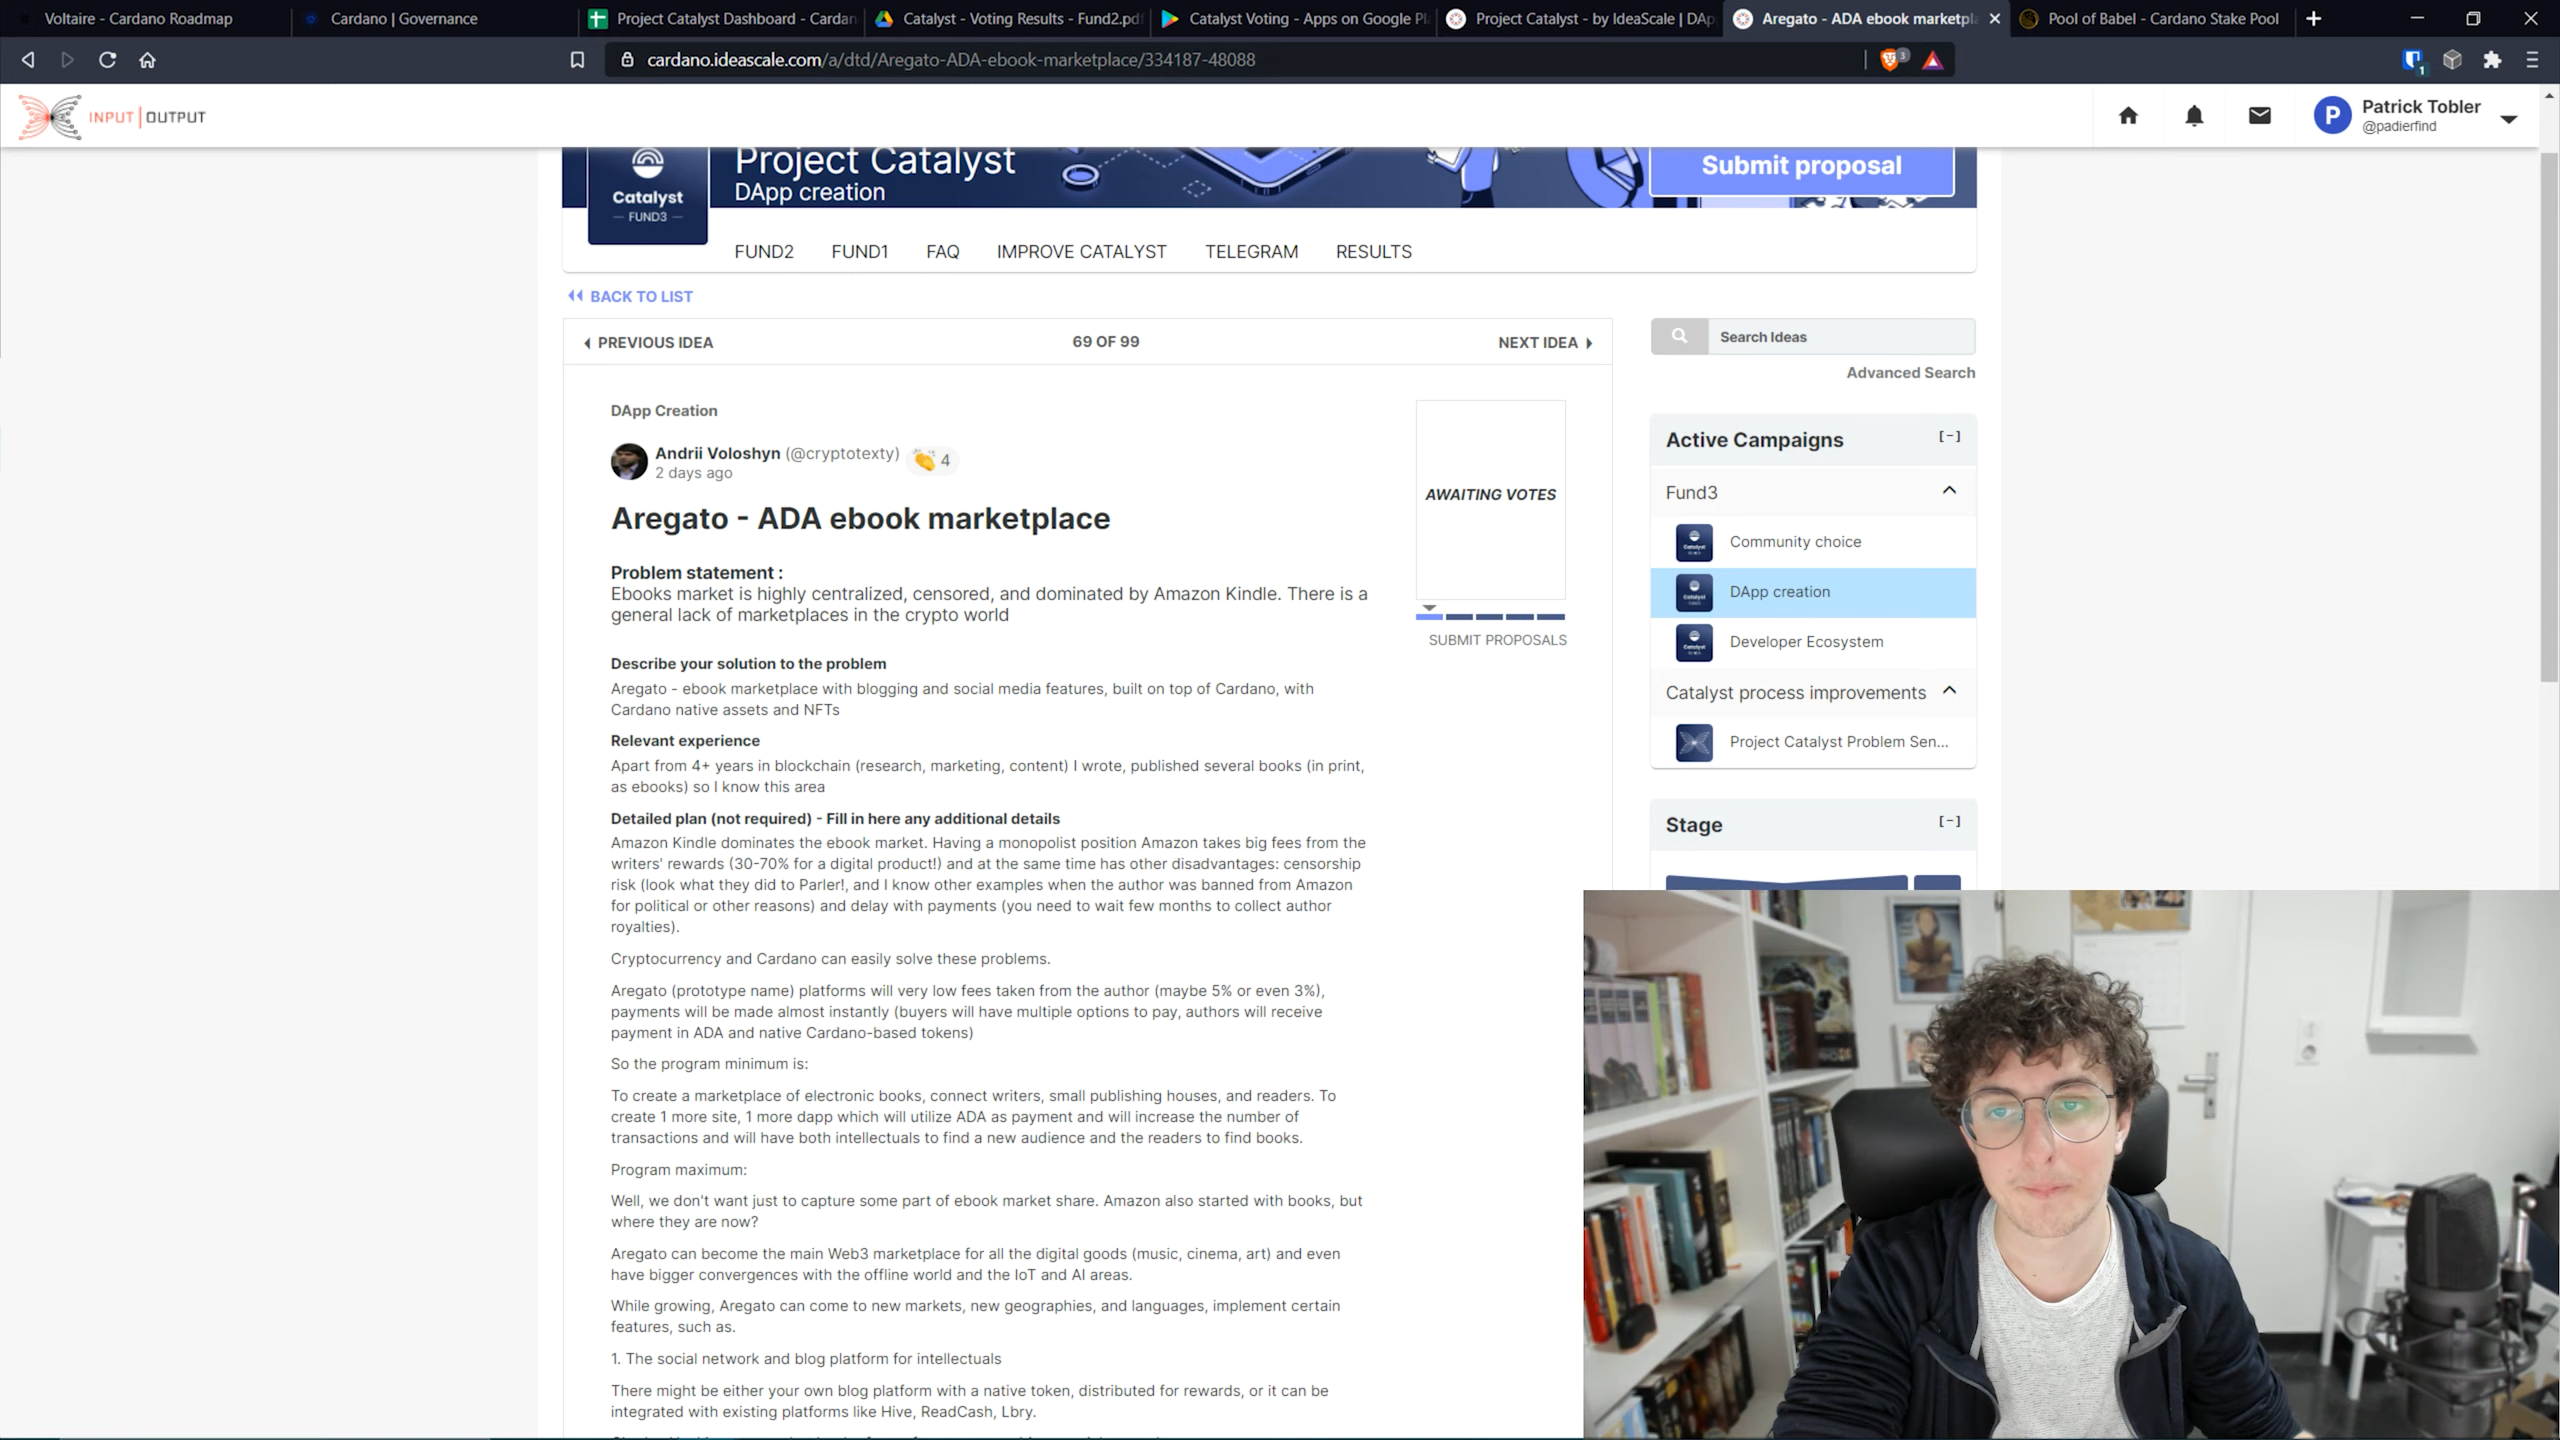 Voltaire - Cardano Roadmap
Cardano | Governance
Project Catalyst Dashboard - Cardan
Catalyst - Voting Results - Fund2.pdf
Catalyst Voting - Apps on Google Pl
Project Catalyst - by IdeaScale | DAp
Aregato - ADA ebook marketpla
Pool of Babel - Cardano Stake Pool
cardano.ideascale.com/a/dtd/Aregato-ADA-ebook-marketplace/334187-48088
3
1
INPUT | OUTPUT
P
Patrick Tobler
@padierfind
Catalyst
— FUND3 —
Project Catalyst
DApp creation
Submit proposal
FUND2 FUND1 FAQ IMPROVE CATALYST TELEGRAM RESULTS
BACK TO LIST
PREVIOUS IDEA
69 OF 99
NEXT IDEA
Search Ideas
Advanced Search
DApp Creation
Andrii Voloshyn (@cryptotexty) 4
2 days ago
Aregato - ADA ebook marketplace
AWAITING VOTES
SUBMIT PROPOSALS
Problem statement :
Ebooks market is highly centralized, censored, and dominated by Amazon Kindle. There is a
general lack of marketplaces in the crypto world
Describe your solution to the problem
Aregato - ebook marketplace with blogging and social media features, built on top of Cardano, with
Cardano native assets and NFTs
Relevant experience
Apart from 4+ years in blockchain (research, marketing, content) I wrote, published several books (in print,
as ebooks) so I know this area
Detailed plan (not required) - Fill in here any additional details
Amazon Kindle dominates the ebook market. Having a monopolist position Amazon takes big fees from the
writers' rewards (30-70% for a digital product!) and at the same time has other disadvantages: censorship
risk (look what they did to Parler!, and I know other examples when the author was banned from Amazon
for political or other reasons) and delay with payments (you need to wait few months to collect author
royalties).
Cryptocurrency and Cardano can easily solve these problems.
Aregato (prototype name) platforms will very low fees taken from the author (maybe 5% or even 3%),
payments will be made almost instantly (buyers will have multiple options to pay, authors will receive
payment in ADA and native Cardano-based tokens)
So the program minimum is:
To create a marketplace of electronic books, connect writers, small publishing houses, and readers. To
create 1 more site, 1 more dapp which will utilize ADA as payment and will increase the number of
transactions and will have both intellectuals to find a new audience and the readers to find books.
Program maximum:
Well, we don't want just to capture some part of ebook market share. Amazon also started with books, but
where they are now?
Aregato can become the main Web3 marketplace for all the digital goods (music, cinema, art) and even
have bigger convergences with the offline world and the IoT and AI areas.
While growing, Aregato can come to new markets, new geographies, and languages, implement certain
features, such as.
1. The social network and blog platform for intellectuals
There might be either your own blog platform with a native token, distributed for rewards, or it can be
integrated with existing platforms like Hive, ReadCash, Lbry.
Active Campaigns [-]
Fund3
Community choice
DApp creation
Developer Ecosystem
Catalyst process improvements
Project Catalyst Problem Sen...
Stage [-]